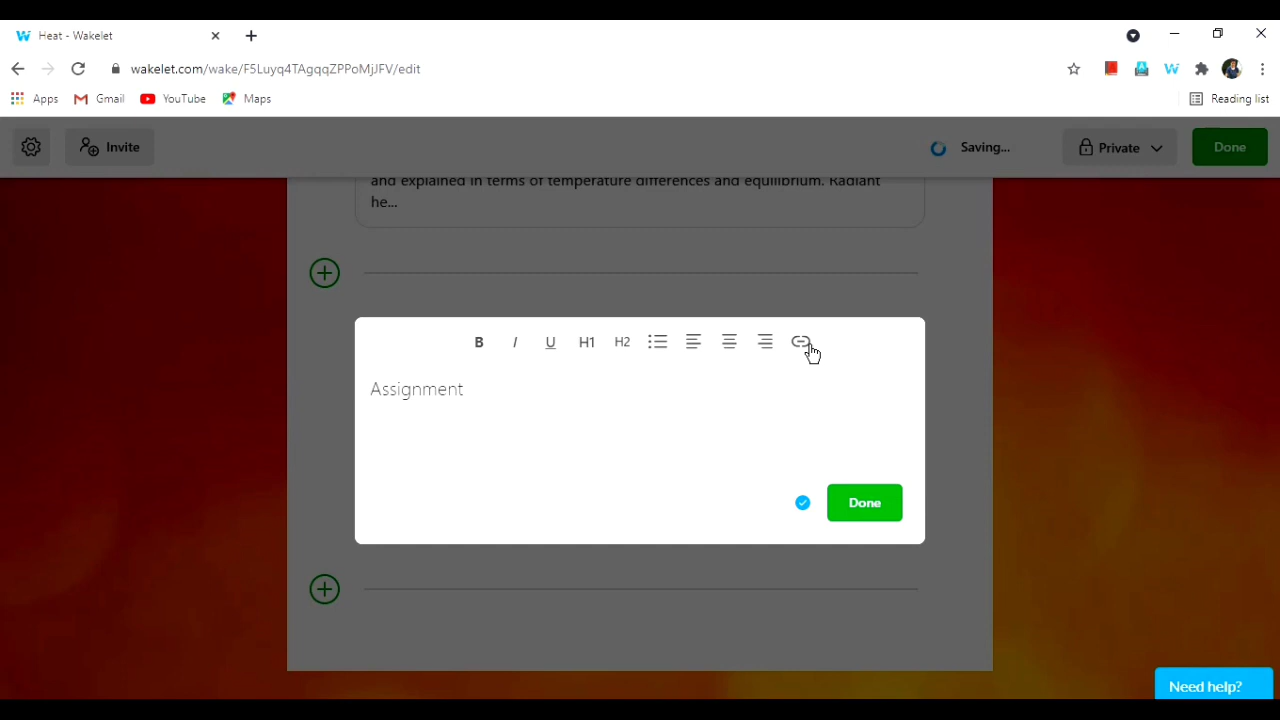 Heat - Wakelet
wakelet.com/wake/F5Luyq4TAgqqZPPoMjJFV/edit
Apps Gmail YouTube Maps Reading list
Invite Saving... Private Done
and explained in terms of temperature differences and equilibrium. Radiant
he...
B I U H1 H2
Assignment
Done
Need help?